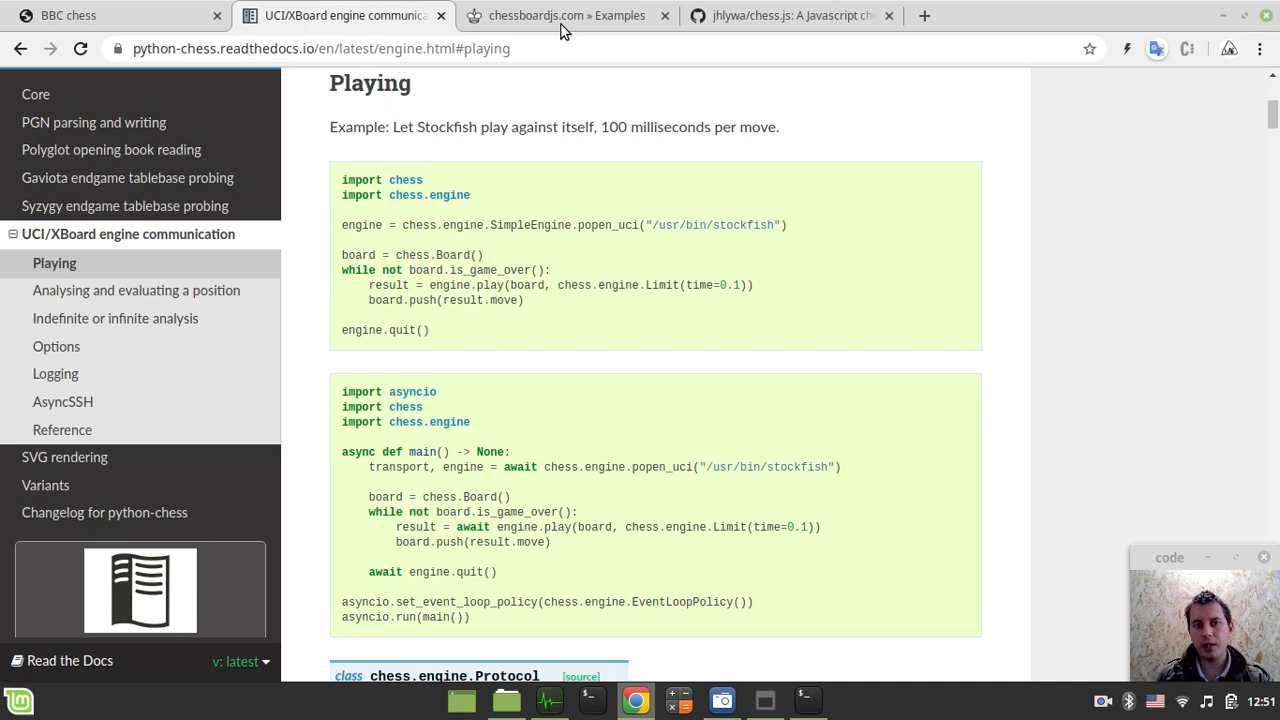 BBC chess
UCI/XBoard engine communica
chessboardjs.com » Examples
jhlywa/chess.js: A Javascript che
python-chess.readthedocs.io/en/latest/engine.html#playing
Core
PGN parsing and writing
Polyglot opening book reading
Gaviota endgame tablebase probing
Syzygy endgame tablebase probing
UCI/XBoard engine communication
Playing
Analysing and evaluating a position
Indefinite or infinite analysis
Options
Logging
AsyncSSH
Reference
SVG rendering
Variants
Changelog for python-chess
Read the Docs
v: latest
Playing
Example: Let Stockfish play against itself, 100 milliseconds per move.
import chess
import chess.engine
engine = chess.engine.SimpleEngine.popen_uci("/usr/bin/stockfish")
board = chess.Board()
while not board.is_game_over():
    result = engine.play(board, chess.engine.Limit(time=0.1))
    board.push(result.move)
engine.quit()
import asyncio
import chess
import chess.engine
async def main() -> None:
    transport, engine = await chess.engine.popen_uci("/usr/bin/stockfish")
    board = chess.Board()
    while not board.is_game_over():
        result = await engine.play(board, chess.engine.Limit(time=0.1))
        board.push(result.move)
    await engine.quit()
asyncio.set_event_loop_policy(chess.engine.EventLoopPolicy())
asyncio.run(main())
class chess.engine.Protocol [source]
code
12:51